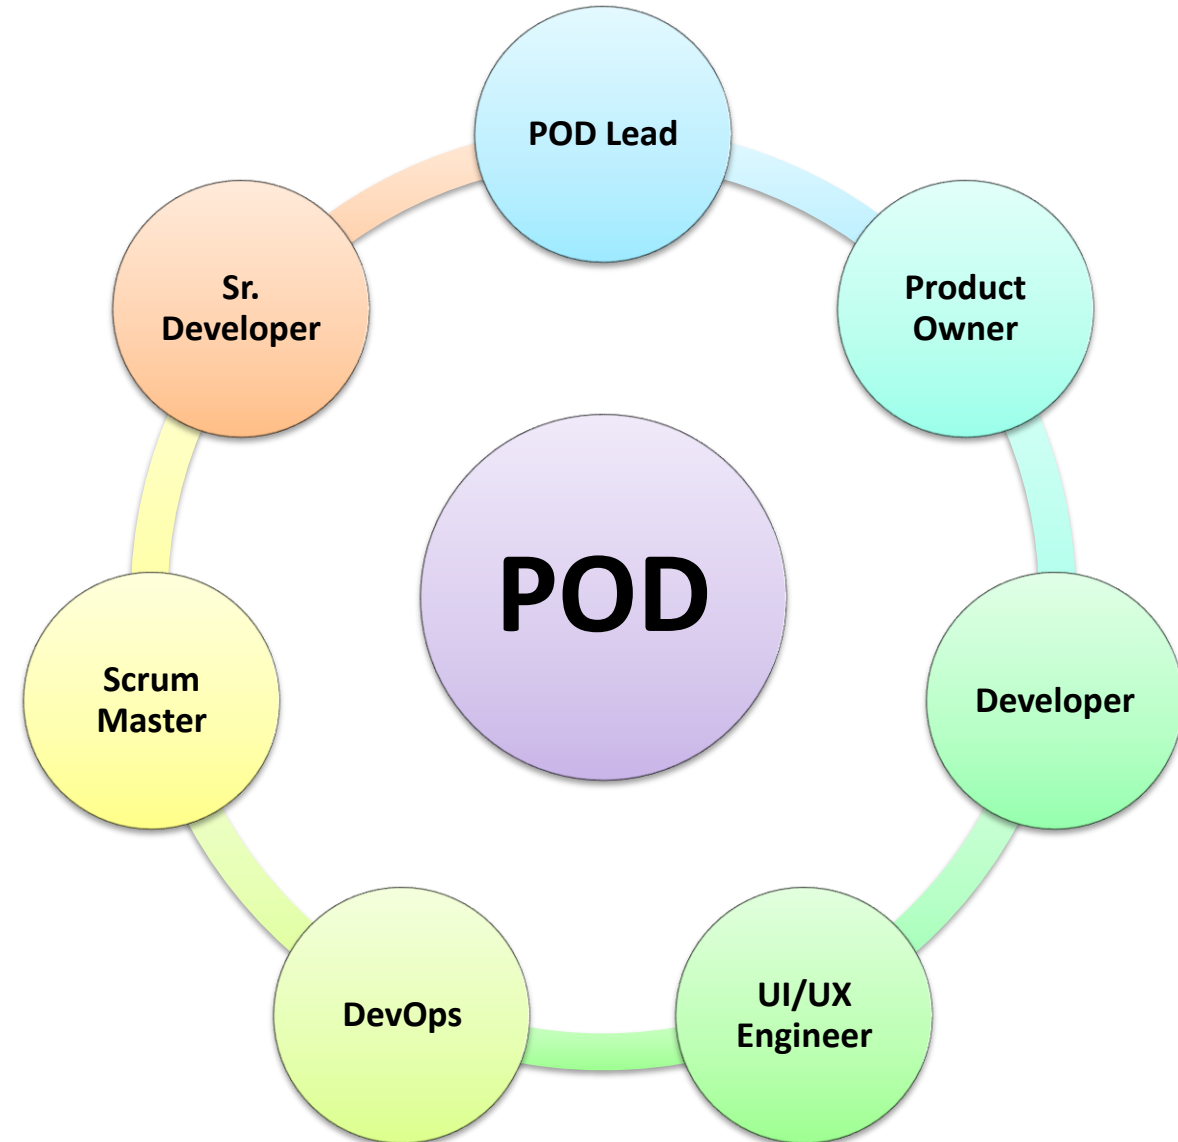 POD Lead
Sr.
Developer
Product
Owner
POD
Scrum
Master
Developer
DevOps
UI/UX
Engineer